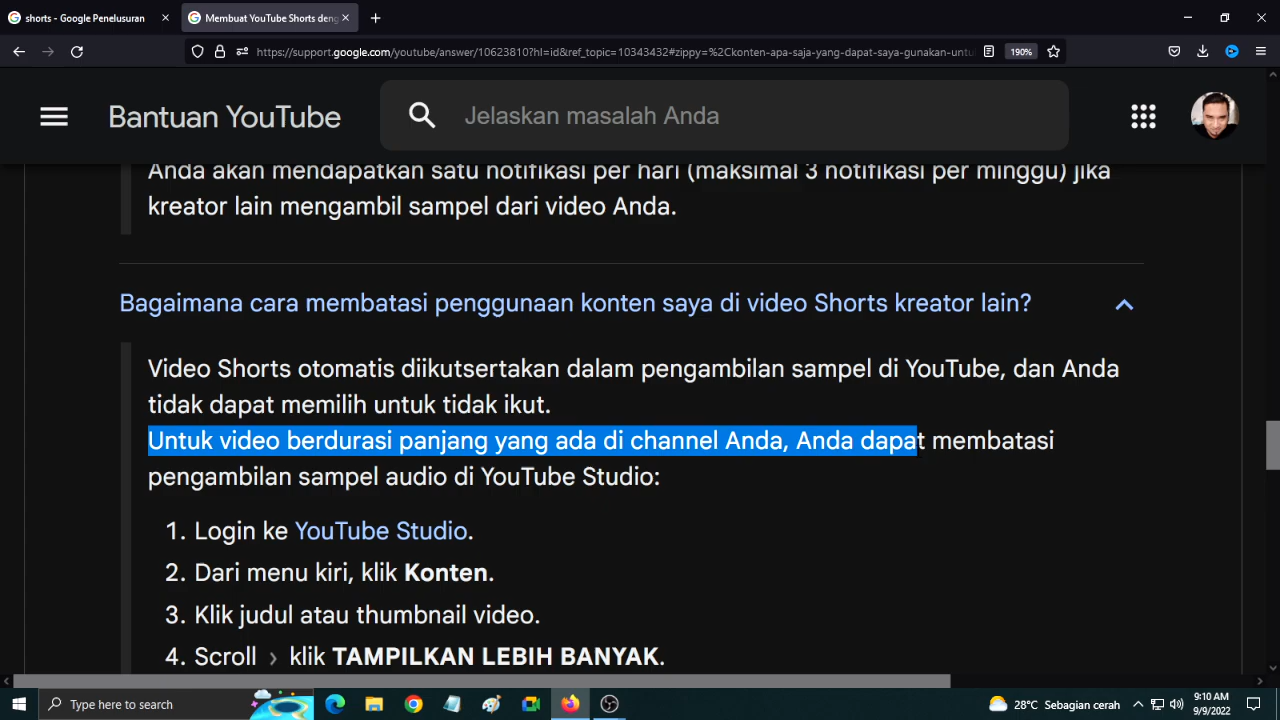 shorts - Google Penelusuran
Membuat YouTube Shorts deng
https://support.google.com/youtube/answer/10623810?hl=id&ref_topic=10343432#zippy=%2Ckonten-apa-saja-yang-dapat-saya-gunakan-untu
190%
Bantuan YouTube
Jelaskan masalah Anda
Anda akan mendapatkan satu notifikasi per hari (maksimal 3 notifikasi per minggu) jika
kreator lain mengambil sampel dari video Anda.
Bagaimana cara membatasi penggunaan konten saya di video Shorts kreator lain?
Video Shorts otomatis diikutsertakan dalam pengambilan sampel di YouTube, dan Anda
tidak dapat memilih untuk tidak ikut.
Untuk video berdurasi panjang yang ada di channel Anda, Anda dapat membatasi
pengambilan sampel audio di YouTube Studio:
1. Login ke YouTube Studio.
2. Dari menu kiri, klik Konten.
3. Klik judul atau thumbnail video.
4. Scroll › klik TAMPILKAN LEBIH BANYAK.
Type here to search
28°C Sebagian cerah
9:10 AM
9/9/2022